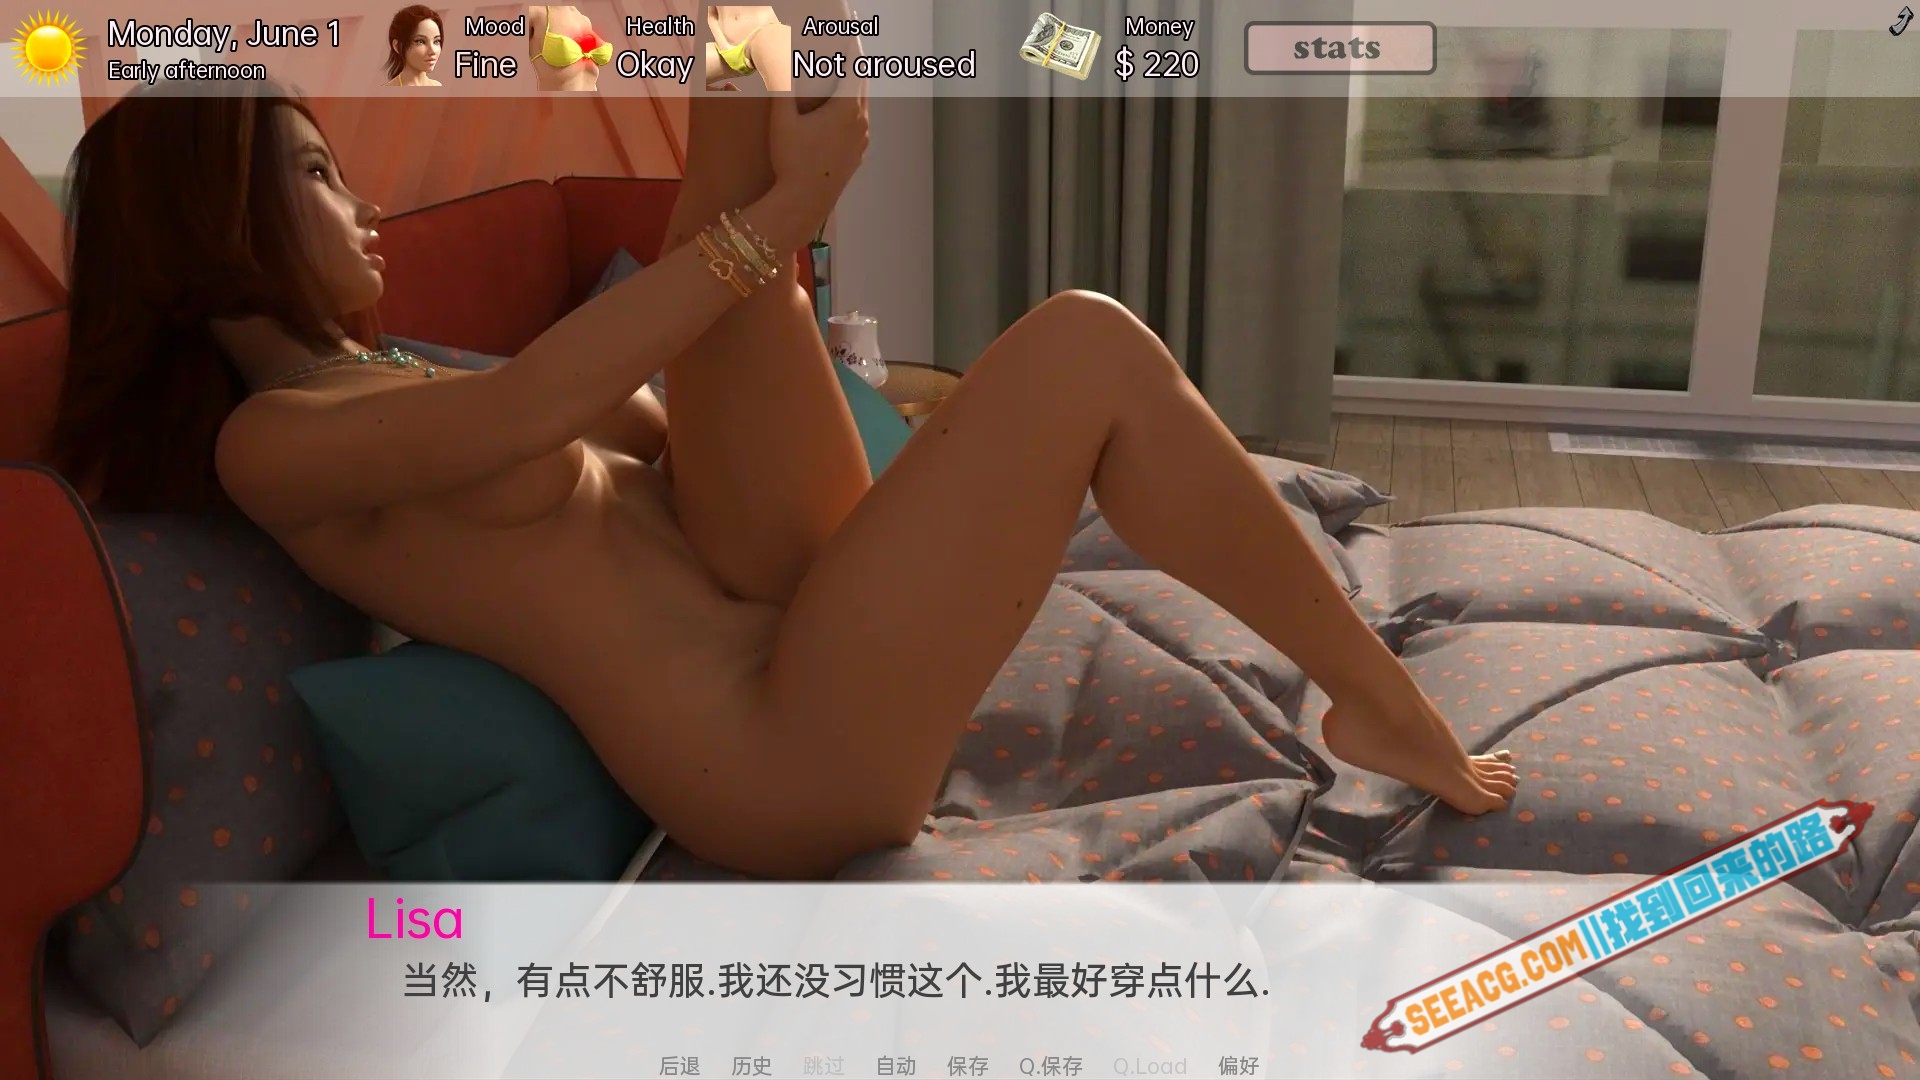 Monday, June 1
Early afternoon
Mood
Fine
Health
Okay
Arousal
Not aroused
Money
$ 220
stats
Lisa
当然，有点不舒服.我还没习惯这个.我最好穿点什么.
SEEACG.COM||找到回来的路
后退 历史 跳过 自动 保存 Q.保存 Q.Load 偏好